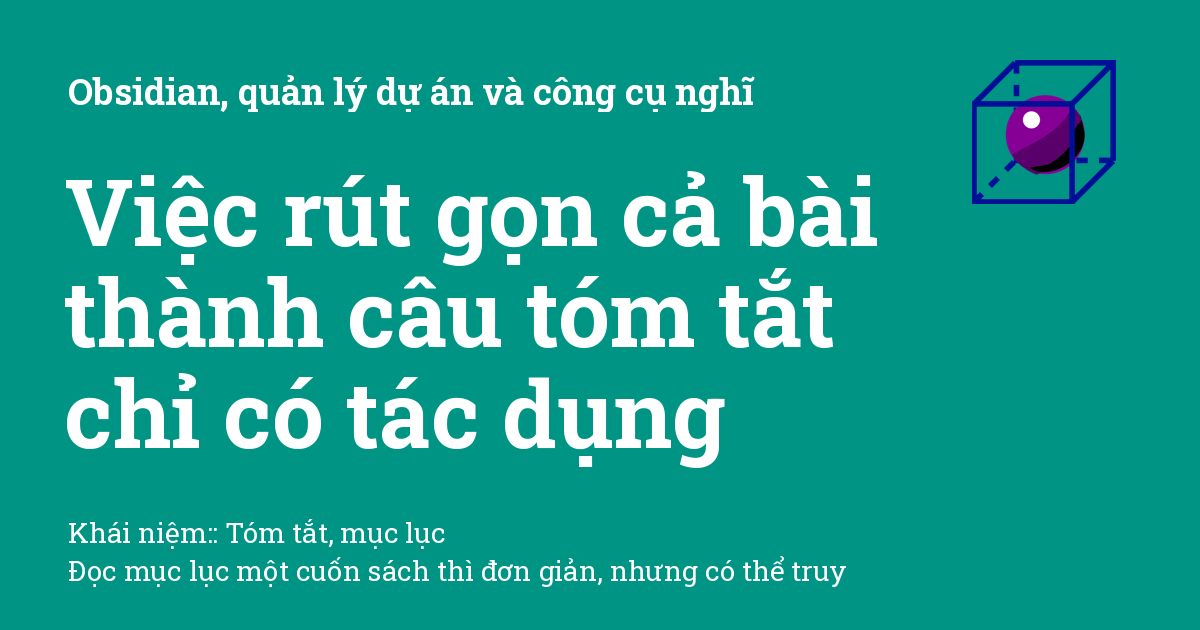 Obsidian, quản lý dự án và công cụ nghĩ
Việc rút gọn cả bài
thành câu tóm tắt
chỉ có tác dụng
Khái niệm:: Tóm tắt, mục lục
Đọc mục lục một cuốn sách thì đơn giản, nhưng có thể truy